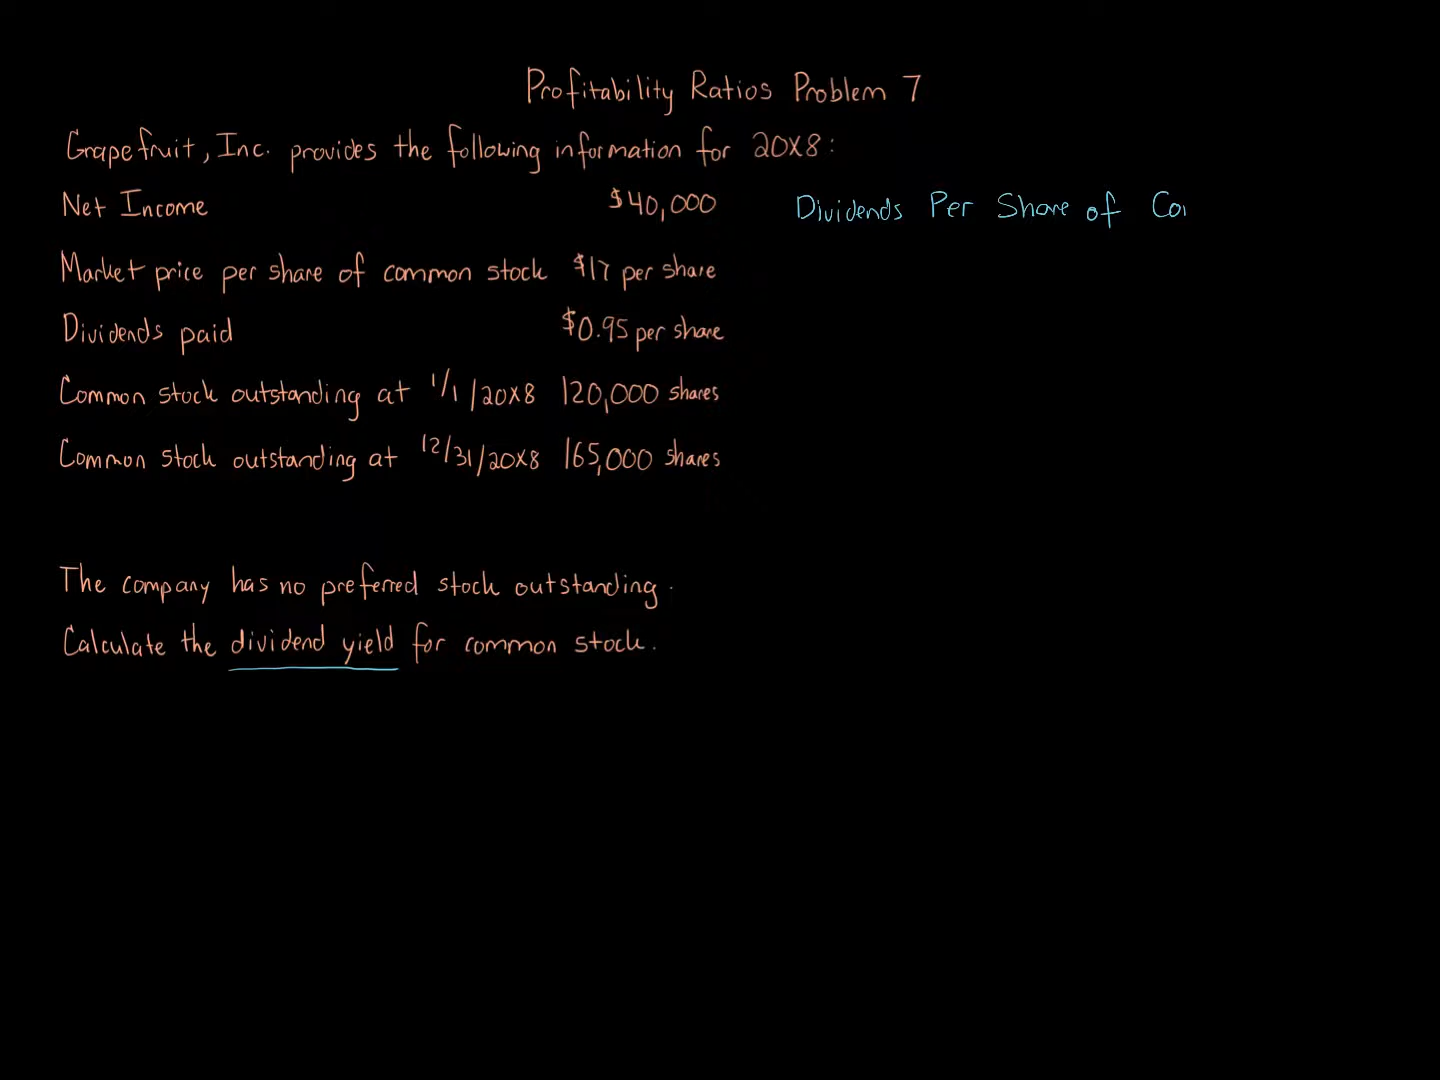 Profitability Ratios Problem 7
Grapefruit, Inc. provides the following information for 20X8:
Net Income $40,000
Dividends Per Share of Co
Market price per share of common stock $17 per share
Dividends paid $0.95 per share
Common stock outstanding at 1/1/20X8 120,000 shares
Common stock outstanding at 12/31/20X8 165,000 shares
The company has no preferred stock outstanding.
Calculate the dividend yield for common stock.